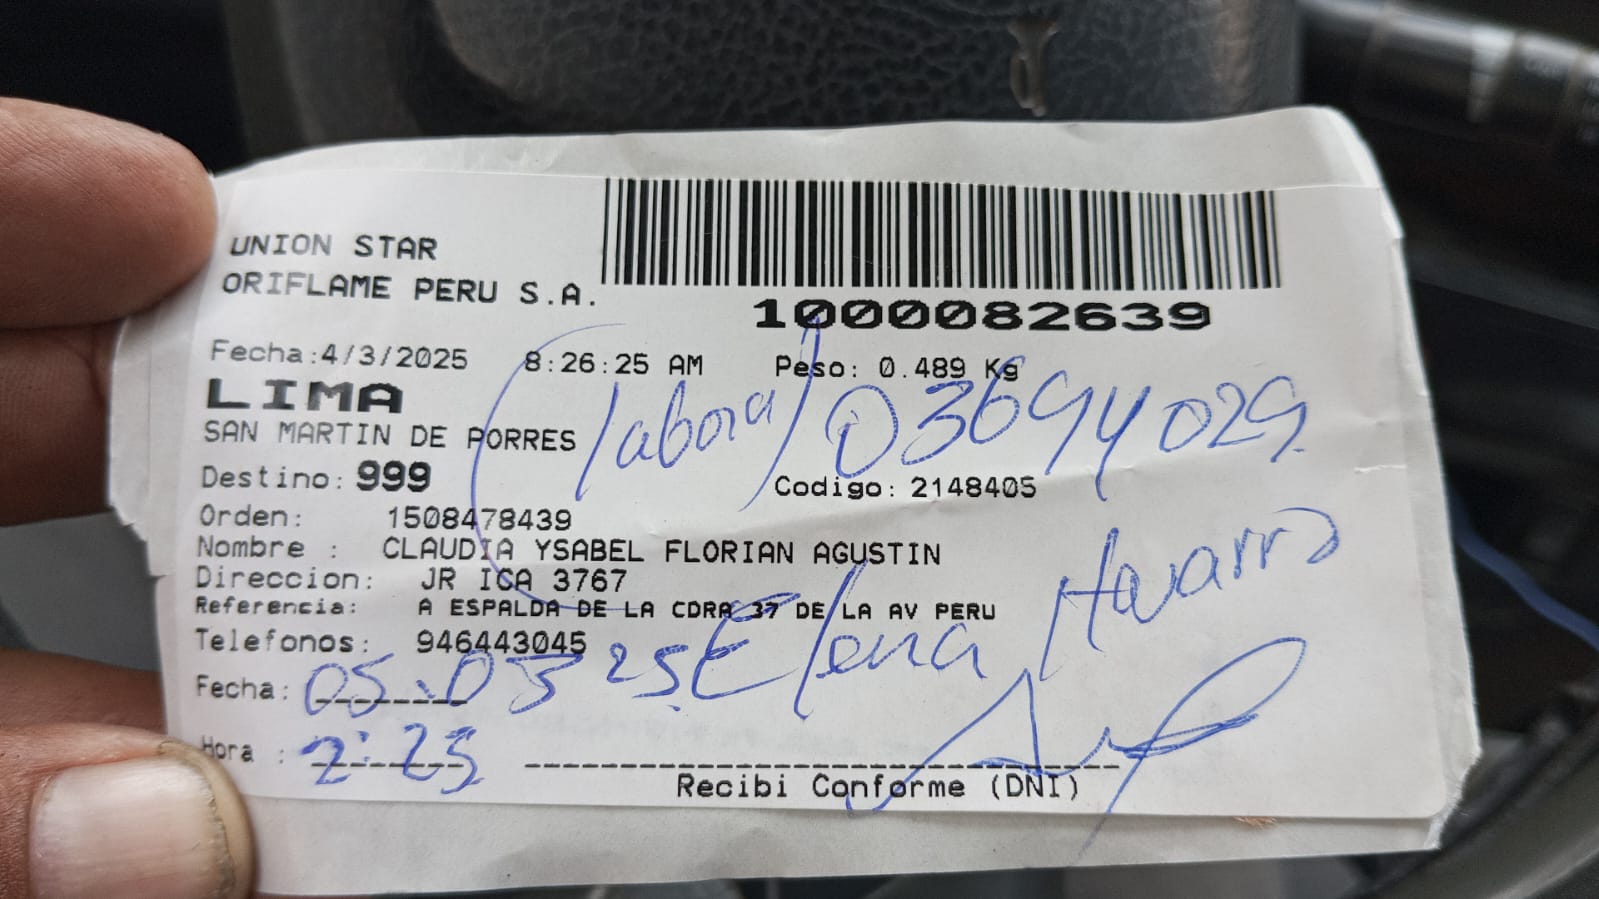 UNION STAR
ORIFLAME PERU S.A.
1000082639
Fecha:4/3/2025 8:26:25 AM Peso: 0.489 Kg
LIMA
SAN MARTIN DE PORRES
(labora) 03694029
Destino: 999 Codigo: 2148405
Orden: 1508478439
Nombre : CLAUDIA YSABEL FLORIAN AGUSTIN
Direccion: JR ICA 3767
Referencia: A ESPALDA DE LA CDRA 37 DE LA AV PERU
Telefonos: 946443045
Elena Navarro
Fecha: 05.03 25
Hora : 2:25
Recibi Conforme (DNI)